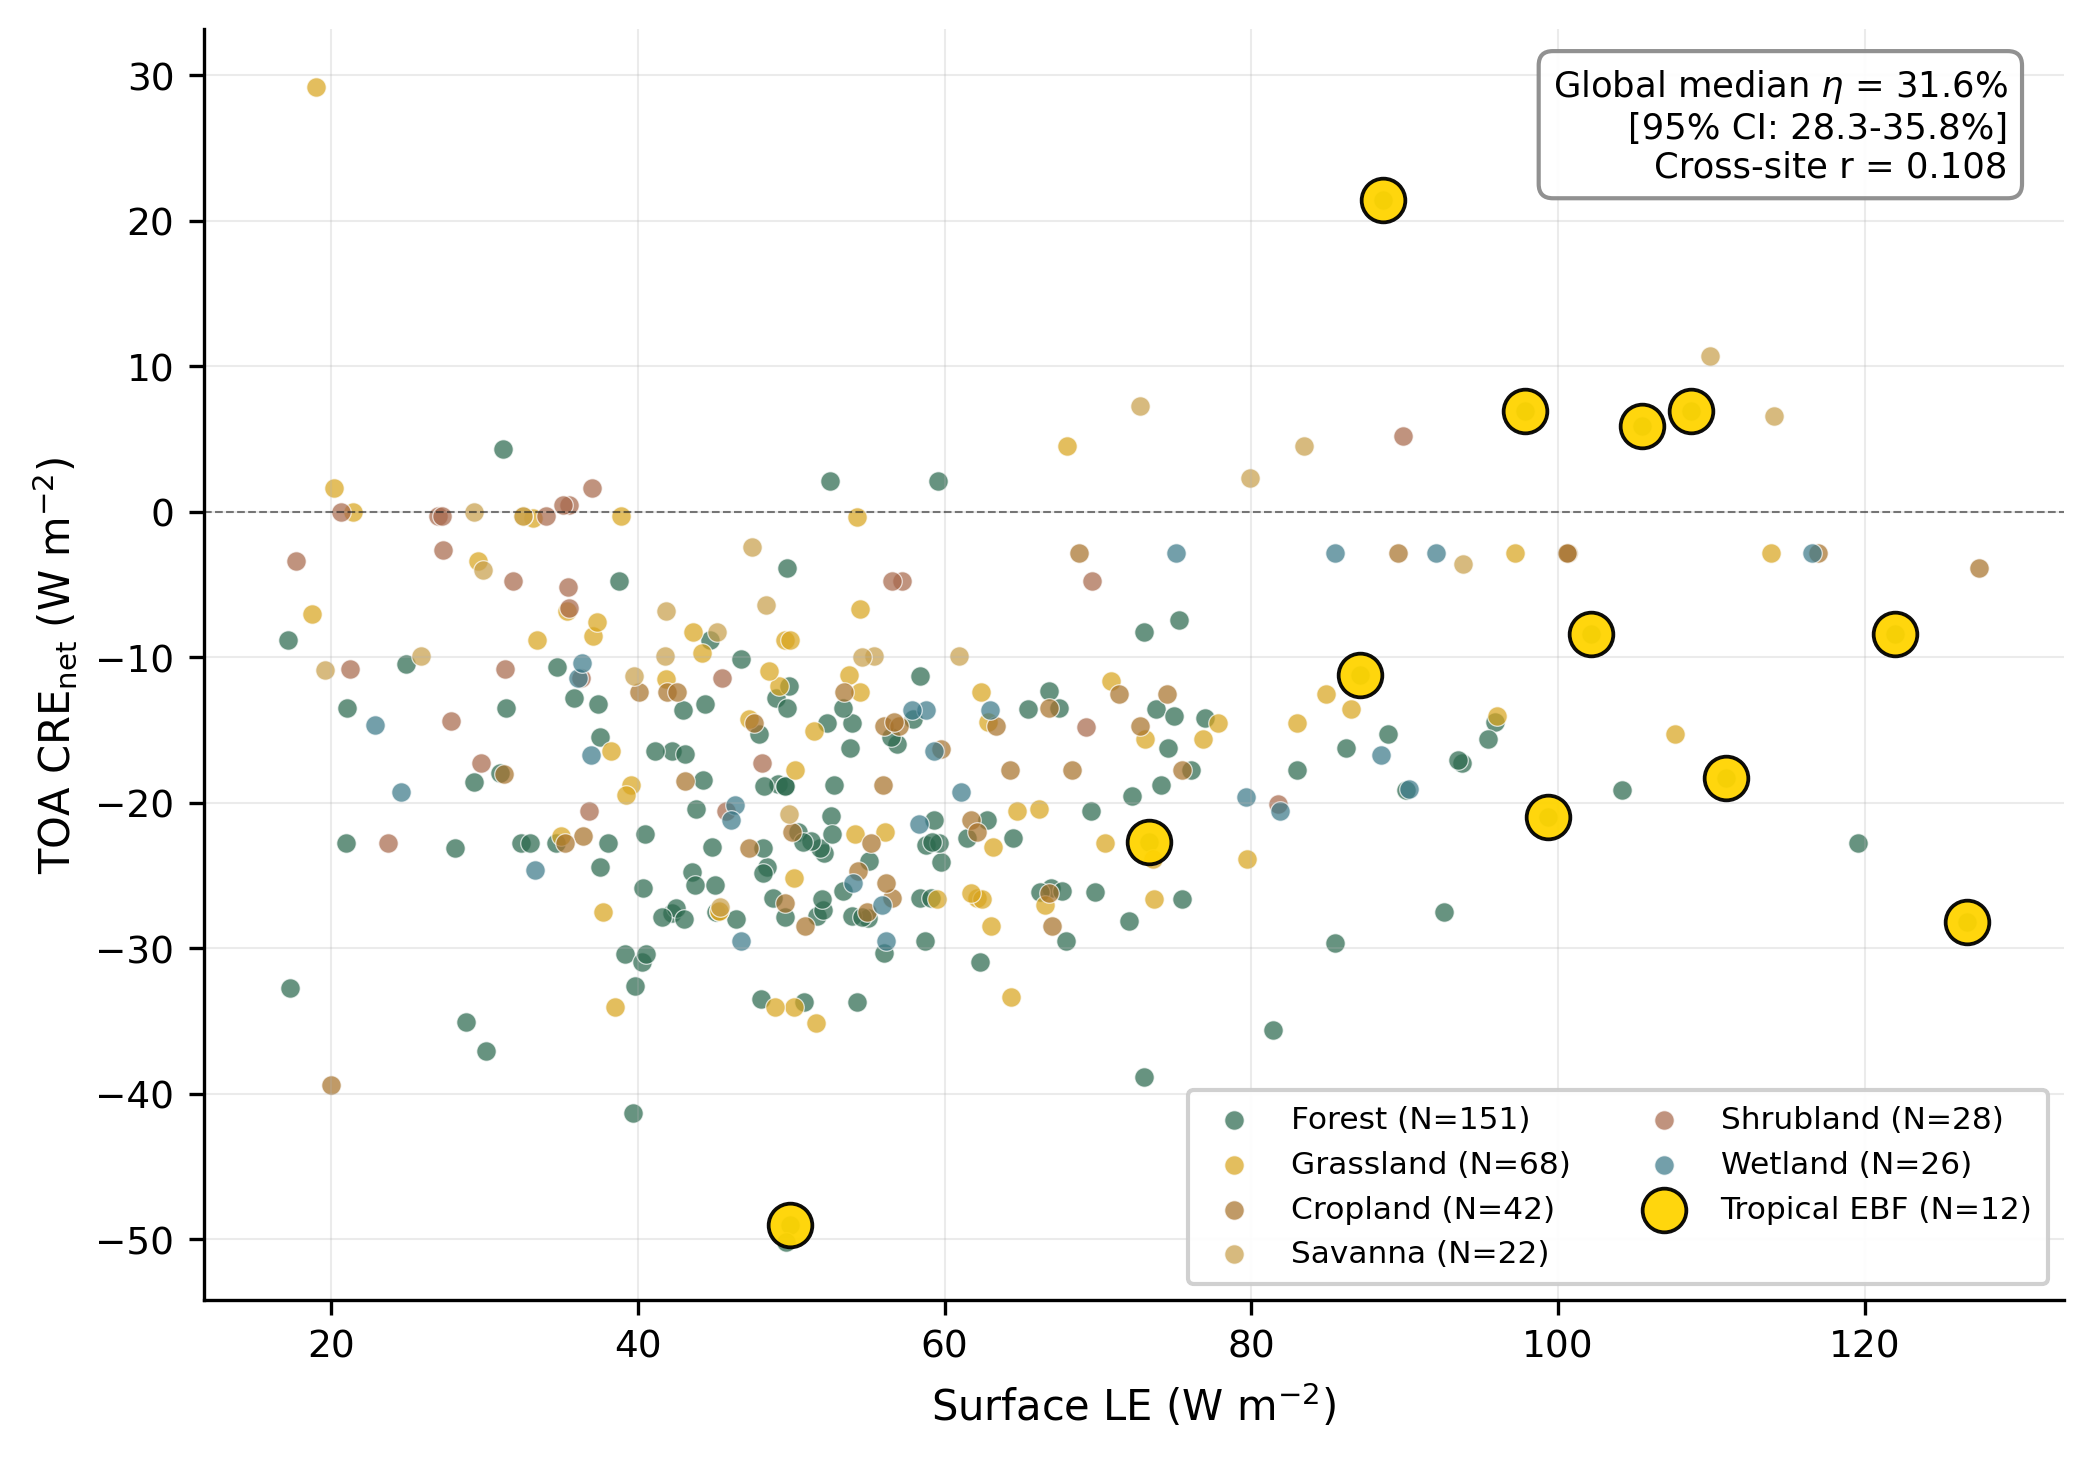 Global median η = 31.6%
[95% CI: 28.3-35.8%]
Cross-site r = 0.108
TOA CRE_net (W m⁻²)
30
20
10
0
−10
−20
−30
−40
−50
Forest (N=151)
Grassland (N=68)
Cropland (N=42)
Savanna (N=22)
Shrubland (N=28)
Wetland (N=26)
Tropical EBF (N=12)
20 40 60 80 100 120
Surface LE (W m⁻²)